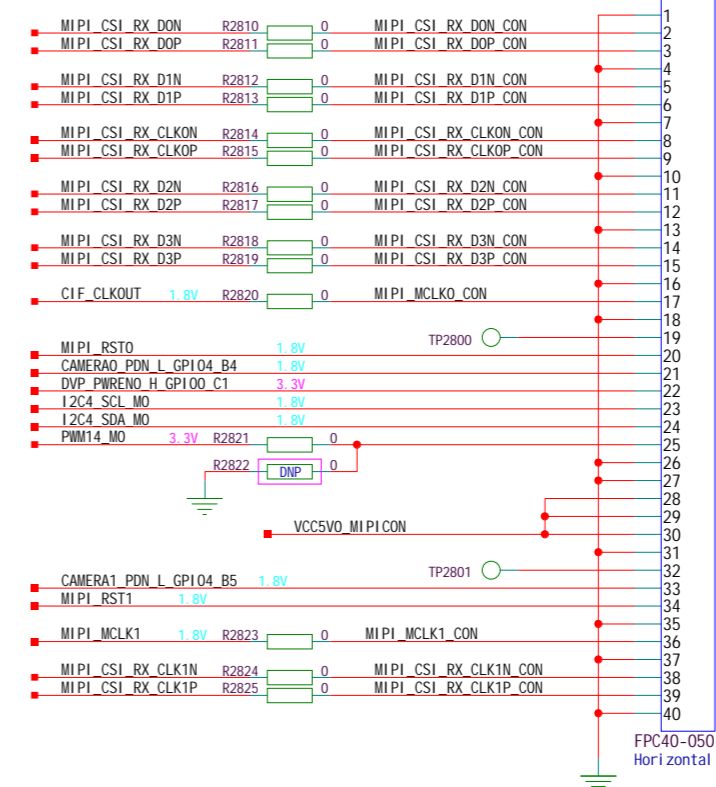 1
MIPI_CSI_RX_D0N R2810 0 MIPI_CSI_RX_D0N_CON 2
MIPI_CSI_RX_D0P R2811 0 MIPI_CSI_RX_D0P_CON 3
4
MIPI_CSI_RX_D1N R2812 0 MIPI_CSI_RX_D1N_CON 5
MIPI_CSI_RX_D1P R2813 0 MIPI_CSI_RX_D1P_CON 6
7
MIPI_CSI_RX_CLK0N R2814 0 MIPI_CSI_RX_CLK0N_CON 8
MIPI_CSI_RX_CLK0P R2815 0 MIPI_CSI_RX_CLK0P_CON 9
10
MIPI_CSI_RX_D2N R2816 0 MIPI_CSI_RX_D2N_CON 11
MIPI_CSI_RX_D2P R2817 0 MIPI_CSI_RX_D2P_CON 12
13
MIPI_CSI_RX_D3N R2818 0 MIPI_CSI_RX_D3N_CON 14
MIPI_CSI_RX_D3P R2819 0 MIPI_CSI_RX_D3P_CON 15
16
CIF_CLKOUT 1.8V R2820 0 MIPI_MCLK0_CON 17
18
TP2800 19
MIPI_RST0 1.8V 20
CAMERA0_PDN_L_GPIO4_B4 1.8V 21
DVP_PWREN0_H_GPIO0_C1 3.3V 22
I2C4_SCL_M0 1.8V 23
I2C4_SDA_M0 1.8V 24
PWM14_M0 3.3V R2821 0 25
R2822 DNP 0 26
27
28
29
VCC5V0_MIPICON 30
31
TP2801 32
CAMERA1_PDN_L_GPIO4_B5 1.8V 33
MIPI_RST1 1.8V 34
35
MIPI_MCLK1 1.8V R2823 0 MIPI_MCLK1_CON 36
37
MIPI_CSI_RX_CLK1N R2824 0 MIPI_CSI_RX_CLK1N_CON 38
MIPI_CSI_RX_CLK1P R2825 0 MIPI_CSI_RX_CLK1P_CON 39
40
FPC40-050
Horizontal